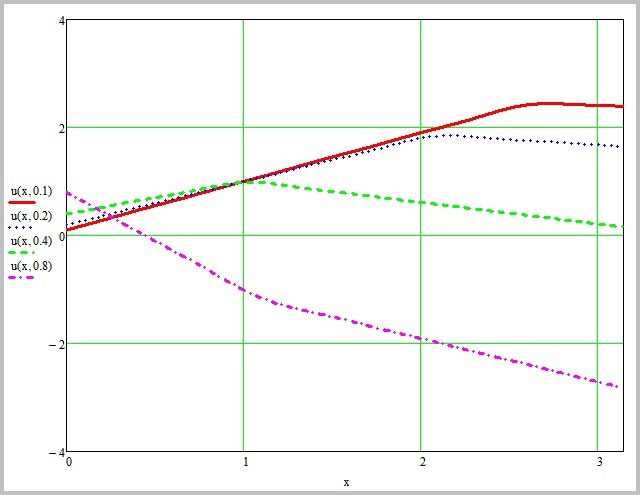 4
2
u(x, 0.1)
u(x, 0.2)
u(x, 0.4)
0
u(x, 0.8)
− 2
− 4
0 1 2 3
x